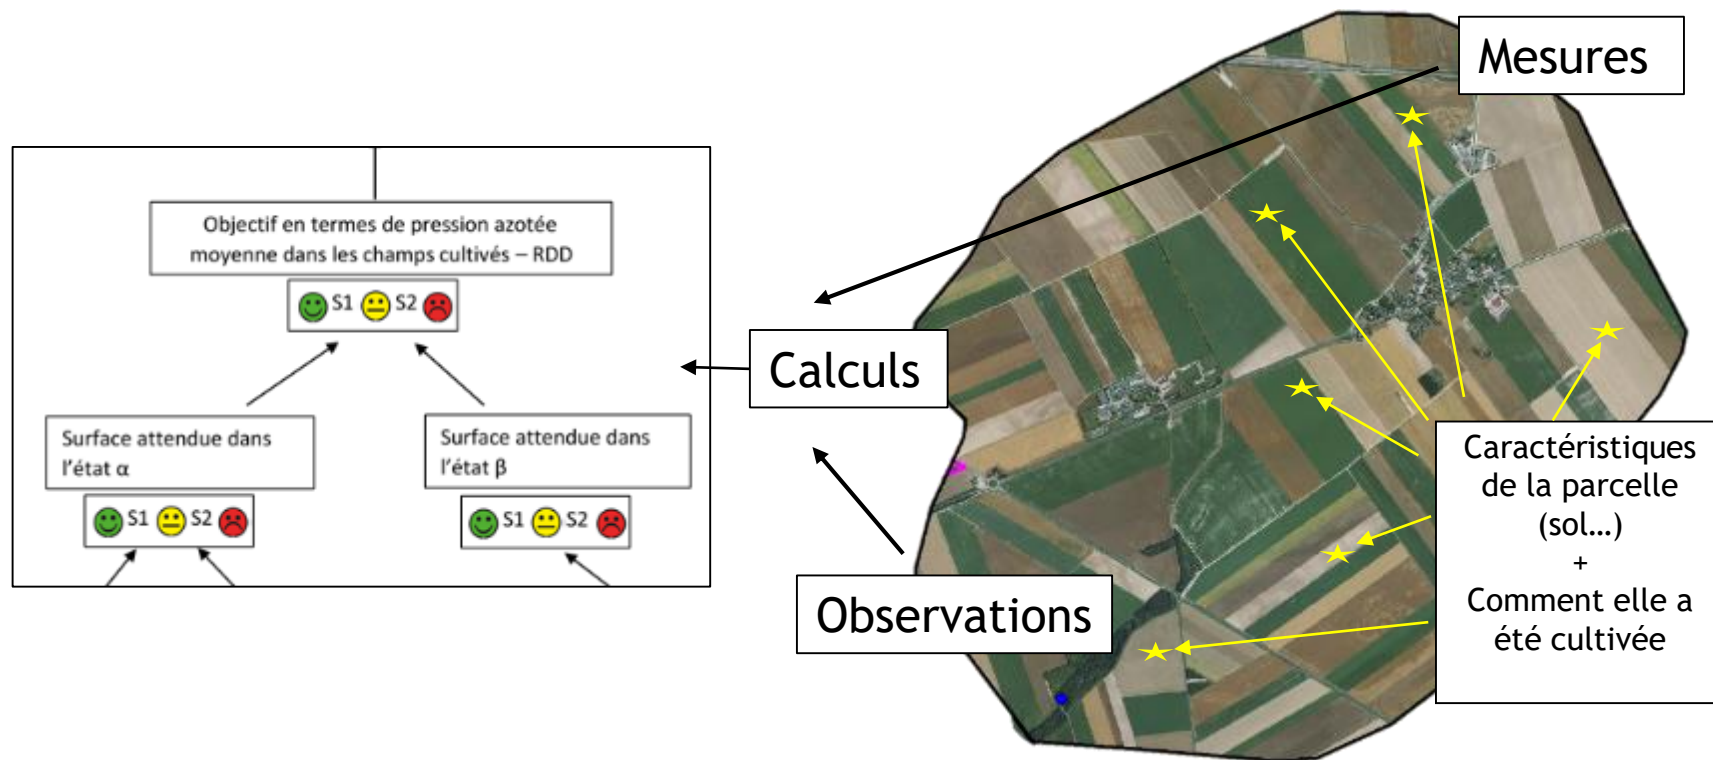 Mesures
Objectif en termes de pression azotée
moyenne dans les champs cultivés – RDD
S1 S2
Surface attendue dans
l'état α
S1 S2
Surface attendue dans
l'état β
S1 S2
Calculs
Observations
Caractéristiques
de la parcelle
(sol…)
+
Comment elle a
été cultivée